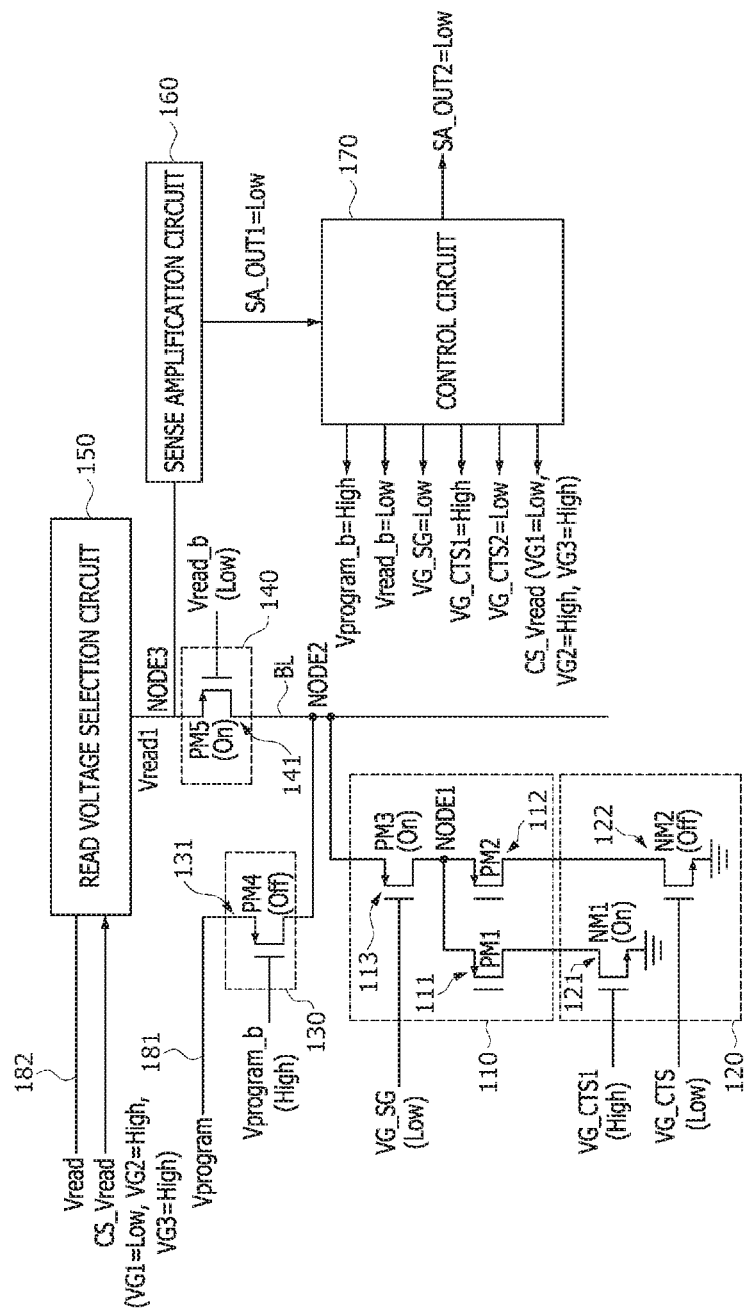 182
Vread
CS_Vread
(VG1=Low, VG2=High,
VG3=High)
READ VOLTAGE SELECTION CIRCUIT
150
Vread1
NODE3
160
SENSE AMPLIFICATION CIRCUIT
SA_OUT1=Low
170
CONTROL CIRCUIT
SA_OUT2=Low
Vprogram_b=High
Vread_b=Low
VG_SG=Low
VG_CTS1=High
VG_CTS2=Low
CS_Vread (VG1=Low,
VG2=High, VG3=High)
181
Vprogram
131
PM4
(Off)
Vprogram_b
(High)
130
PM5
(On)
Vread_b
(Low)
140
141
BL
NODE2
VG_SG
(Low)
113
PM3
(On)
NODE1
111
PM1
PM2
112
110
VG_CTS1
(High)
121
NM1
(On)
122
NM2
(Off)
VG_CTS
(Low)
120